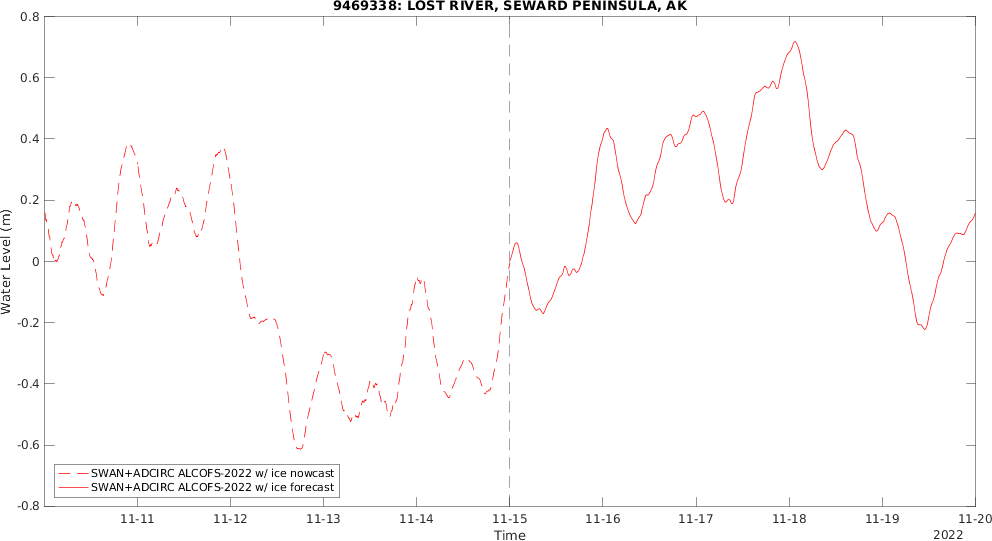 9469338: LOST RIVER, SEWARD PENINSULA, AK
Water Level (m)
0.8
0.6
0.4
0.2
0
-0.2
-0.4
-0.6
-0.8
SWAN+ADCIRC ALCOFS-2022 w/ ice nowcast
SWAN+ADCIRC ALCOFS-2022 w/ ice forecast
11-11 11-12 11-13 11-14 11-15 11-16 11-17 11-18 11-19 11-20
Time
2022